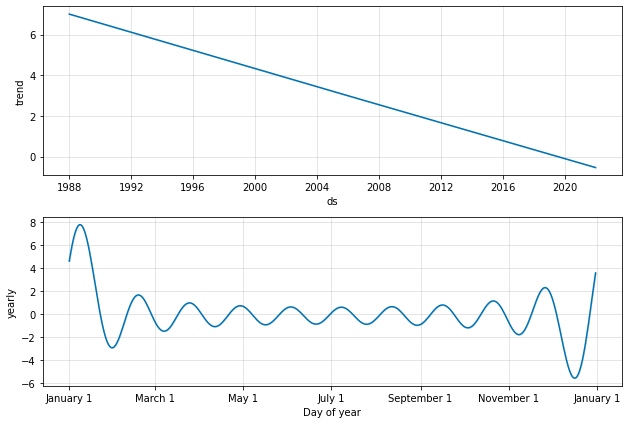 6
4
2
0
trend
1988 1992 1996 2000 2004 2008 2012 2016 2020
ds
8
6
4
2
0
−2
−4
−6
yearly
January 1 March 1 May 1 July 1 September 1 November 1 January 1
Day of year